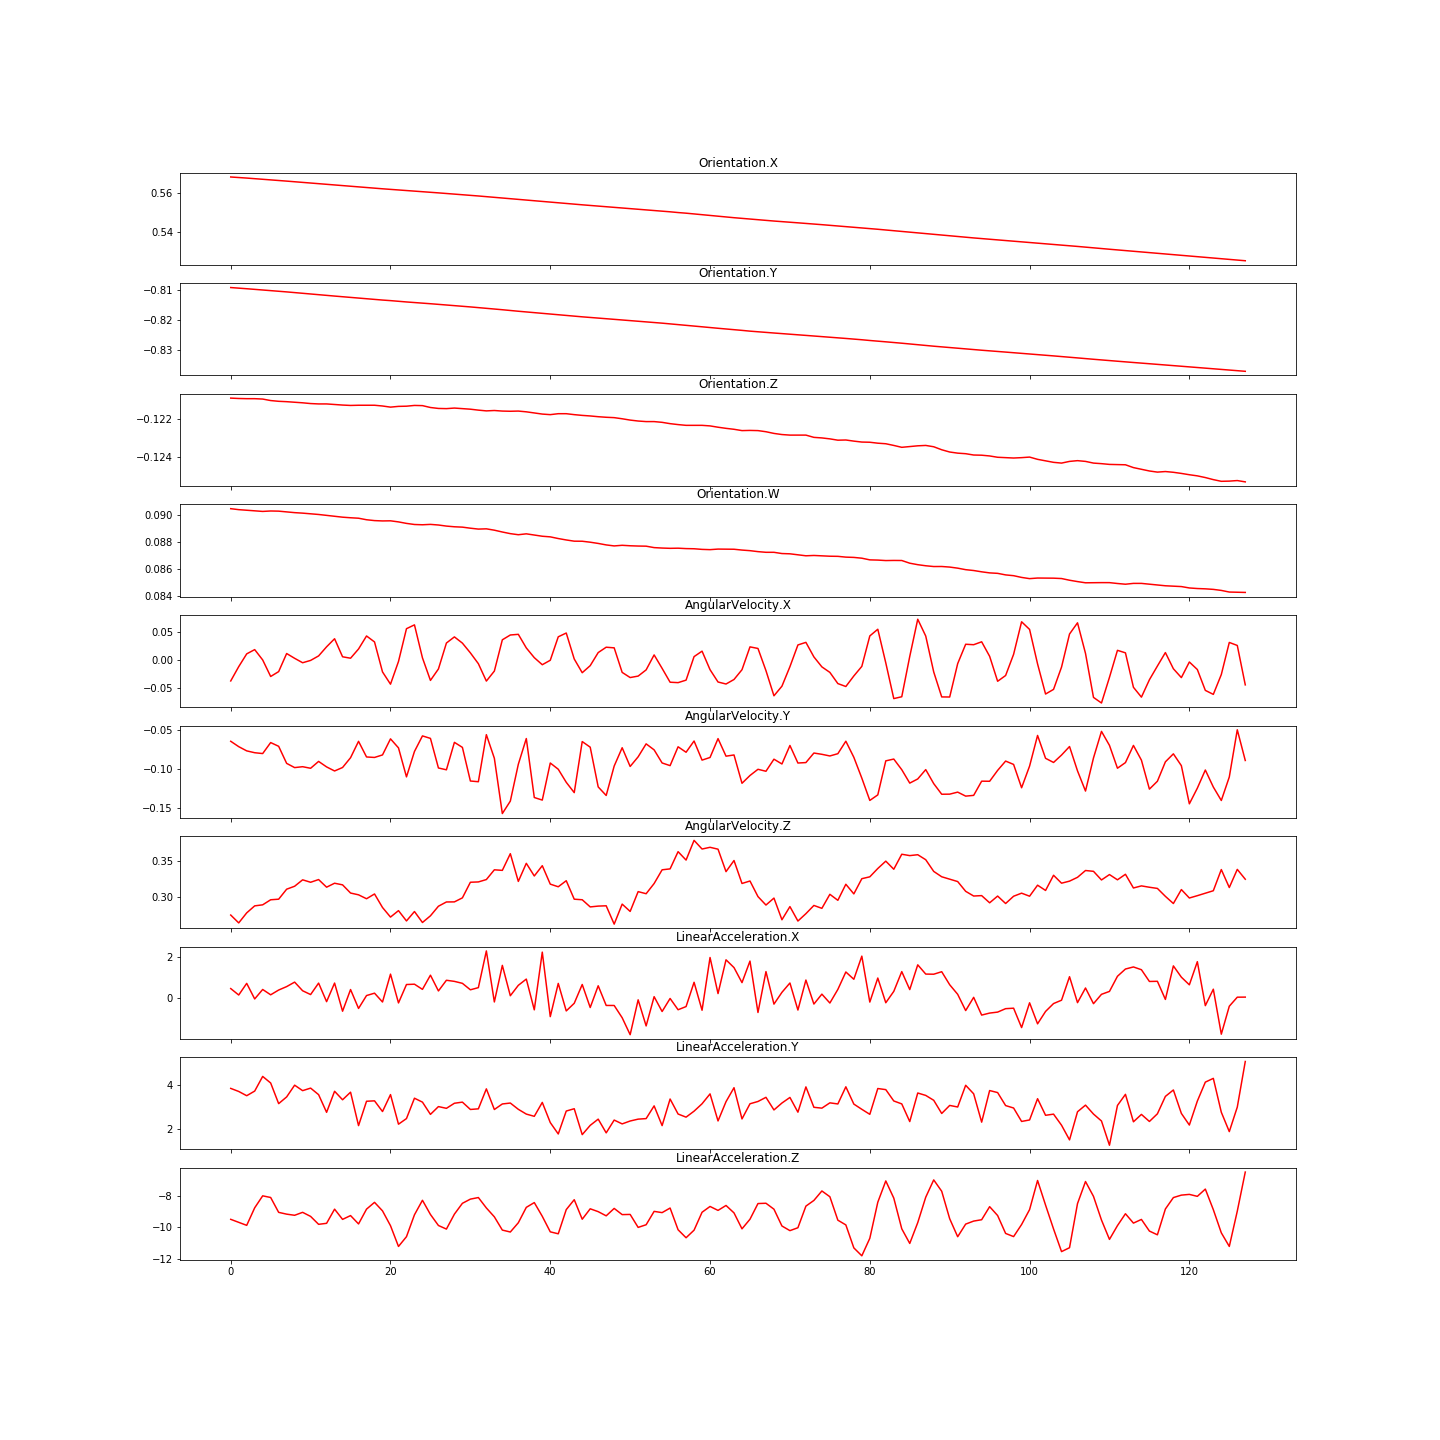 Orientation.X
0.56
0.54
Orientation.Y
−0.81
−0.82
−0.83
Orientation.Z
−0.122
−0.124
Orientation.W
0.090
0.088
0.086
0.084
AngularVelocity.X
0.05
0.00
−0.05
AngularVelocity.Y
−0.05
−0.10
−0.15
AngularVelocity.Z
0.35
0.30
LinearAcceleration.X
2
0
LinearAcceleration.Y
4
2
LinearAcceleration.Z
−8
−10
−12
0 20 40 60 80 100 120